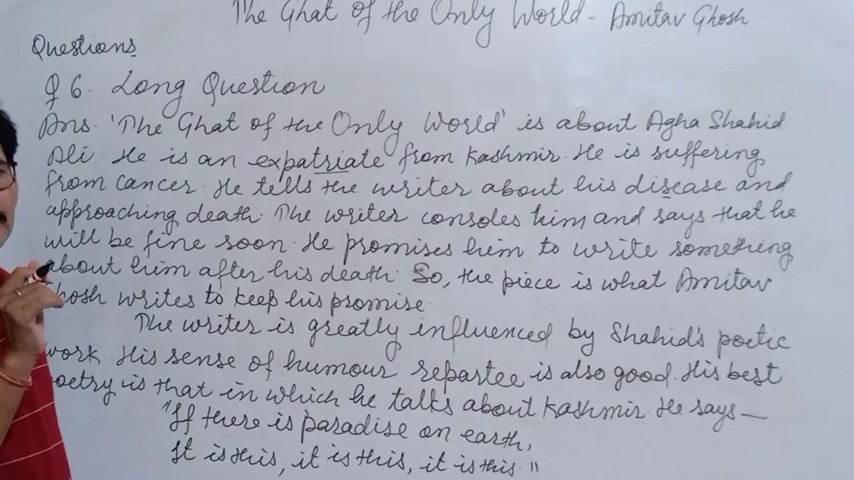 The Ghat of the Only World - Amitav Ghosh
Questions
Q 6. Long Question
Ans. 'The Ghat of the Only World' is about Agha Shahid
Ali. He is an expatriate from Kashmir. He is suffering
from cancer. He tells the writer about his disease and
approaching death. The writer consoles him and says that he
will be fine soon. He promises him to write something
about him after his death. So, the piece is what Amitav
Ghosh writes to keep his promise.
The writer is greatly influenced by Shahid's poetic
work. His sense of humour repartee is also good. His best
poetry is that in which he talks about Kashmir. He says—
"If there is paradise on earth,
It is this, it is this, it is this."